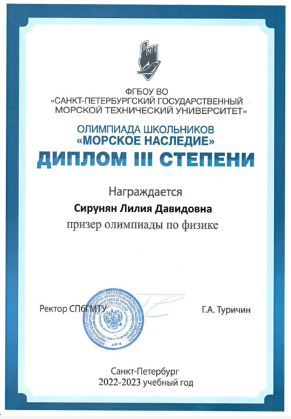 ФГБОУ ВО
«САНКТ-ПЕТЕРБУРГСКИЙ ГОСУДАРСТВЕННЫЙ
МОРСКОЙ ТЕХНИЧЕСКИЙ УНИВЕРСИТЕТ»
ОЛИМПИАДА ШКОЛЬНИКОВ
«МОРСКОЕ НАСЛЕДИЕ»
ДИПЛОМ III СТЕПЕНИ
Награждается
Сирунян Лилия Давидовна
призер олимпиады по физике
Ректор СПбГМТУ
Г.А. Туричин
Санкт-Петербург
2022-2023 учебный год